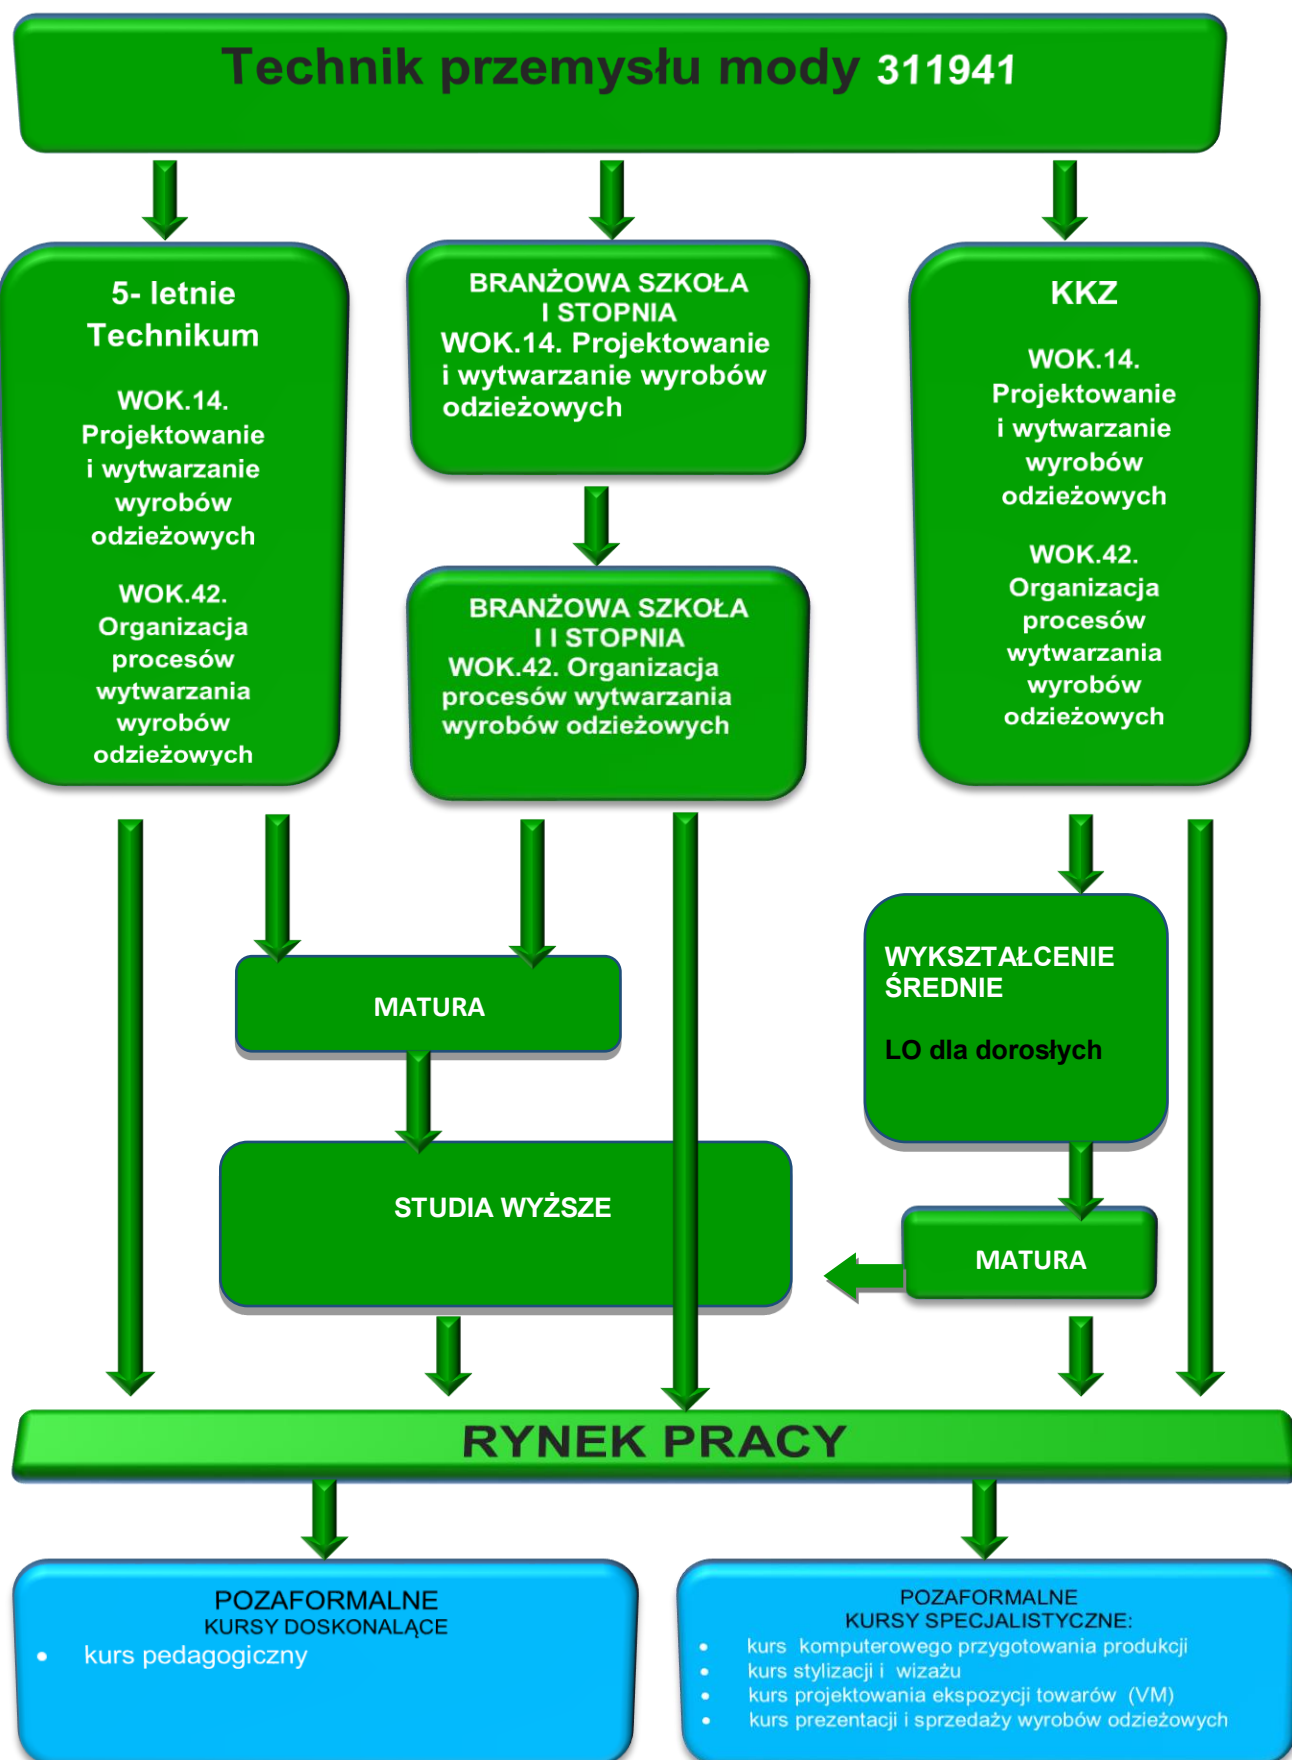 Technik przemysłu mody 311941
5- letnie
Technikum
WOK.14.
Projektowanie
i wytwarzanie
wyrobów
odzieżowych
WOK.42.
Organizacja
procesów
wytwarzania
wyrobów
odzieżowych
BRANŻOWA SZKOŁA
I STOPNIA
WOK.14. Projektowanie
i wytwarzanie wyrobów
odzieżowych
BRANŻOWA SZKOŁA
I I STOPNIA
WOK.42. Organizacja
procesów wytwarzania
wyrobów odzieżowych
KKZ
WOK.14.
Projektowanie
i wytwarzanie
wyrobów
odzieżowych
WOK.42.
Organizacja
procesów
wytwarzania
wyrobów
odzieżowych
MATURA
WYKSZTAŁCENIE
ŚREDNIE
LO dla dorosłych
STUDIA WYŻSZE
MATURA
RYNEK PRACY
POZAFORMALNE
KURSY DOSKONALĄCE
• kurs pedagogiczny
POZAFORMALNE
KURSY SPECJALISTYCZNE:
• kurs komputerowego przygotowania produkcji
• kurs stylizacji i wizażu
• kurs projektowania ekspozycji towarów (VM)
• kurs prezentacji i sprzedaży wyrobów odzieżowych